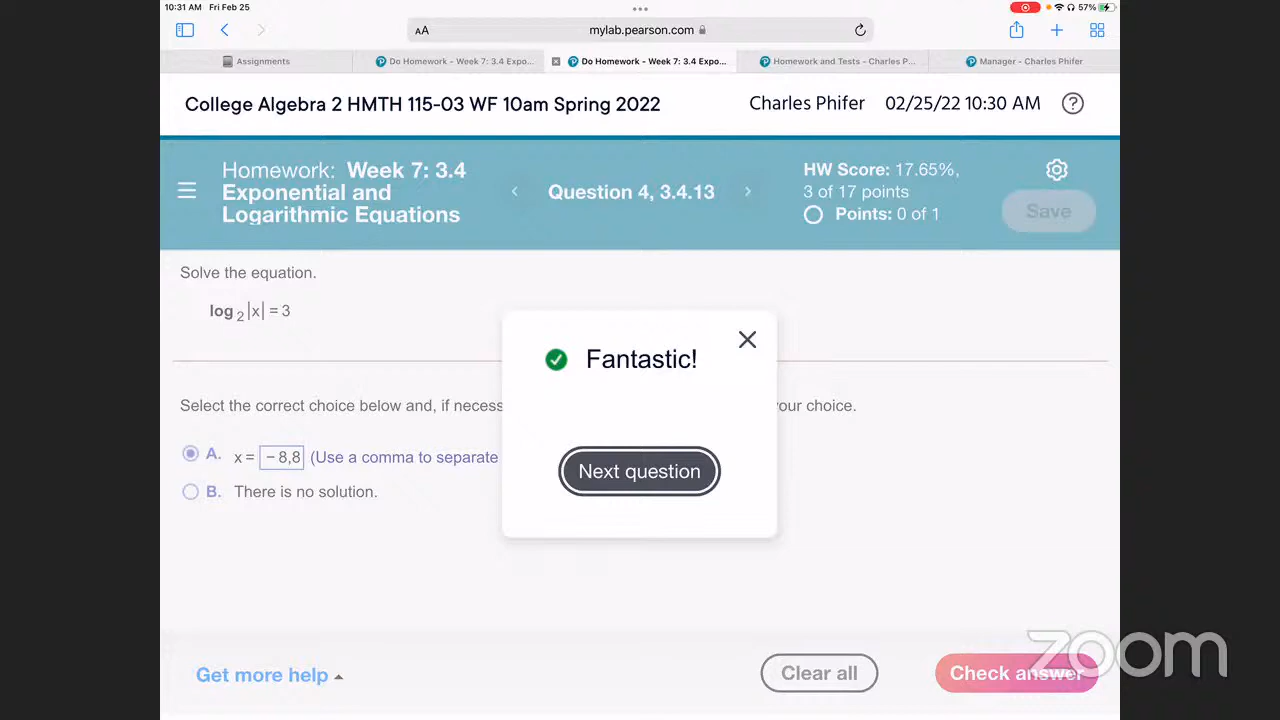 10:31 AM Fri Feb 25
57%
AA
mylab.pearson.com
Assignments
Do Homework - Week 7: 3.4 Expo...
Do Homework - Week 7: 3.4 Expo...
Homework and Tests - Charles P...
Manager - Charles Phifer
College Algebra 2 HMTH 115-03 WF 10am Spring 2022
Charles Phifer
02/25/22 10:30 AM
?
Homework: Week 7: 3.4
Exponential and
Logarithmic Equations
Question 4, 3.4.13
HW Score: 17.65%,
3 of 17 points
Points: 0 of 1
Save
Solve the equation.
log 2 |x| = 3
Fantastic!
Next question
Select the correct choice below and, if necess
our choice.
A. x = - 8,8 (Use a comma to separate
B. There is no solution.
Get more help
Clear all
Check answer
zoom